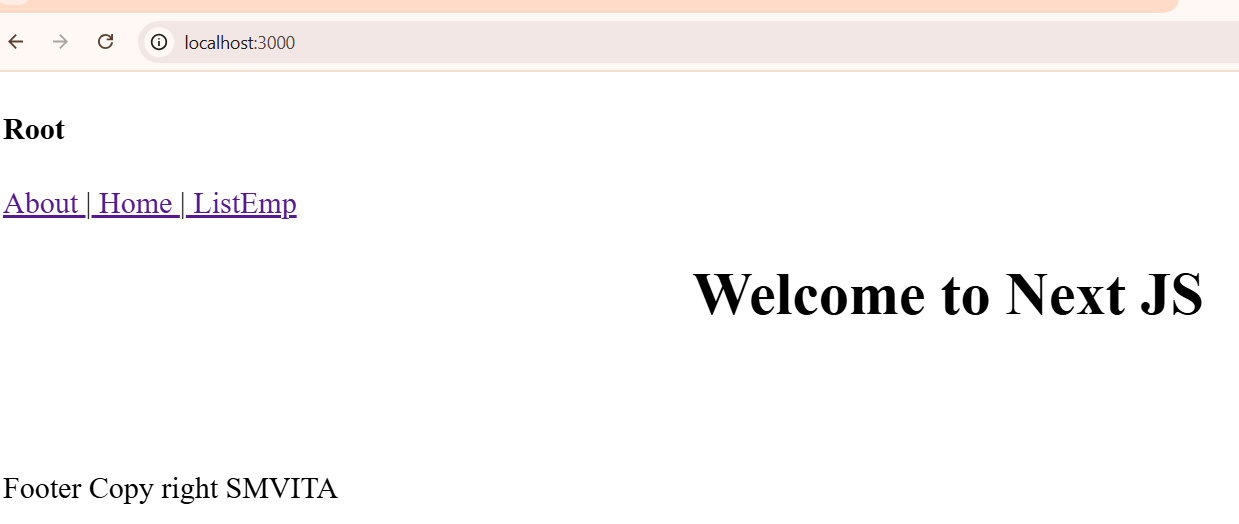 localhost:3000
Root
About | Home | ListEmp
Welcome to Next JS
Footer Copy right SMVITA